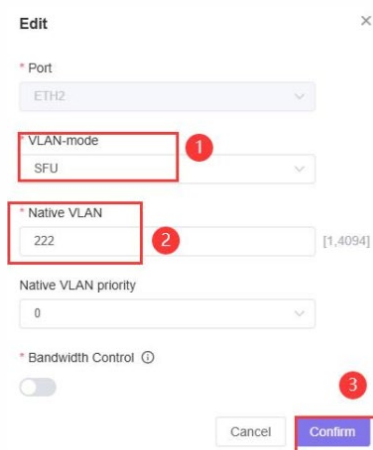 Edit
* Port
ETH2
* VLAN-mode
1
SFU
* Native VLAN
222
2
[1,4094]
Native VLAN priority
0
* Bandwidth Control
3
Cancel
Confirm